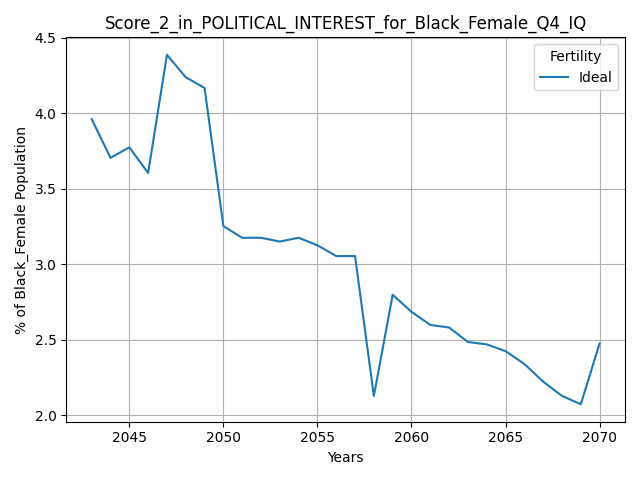 Score_2_in_POLITICAL_INTEREST_for_Black_Female_Q4_IQ
Fertility
Ideal
% of Black_Female Population
4.5
4.0
3.5
3.0
2.5
2.0
2045
2050
2055
2060
2065
2070
Years